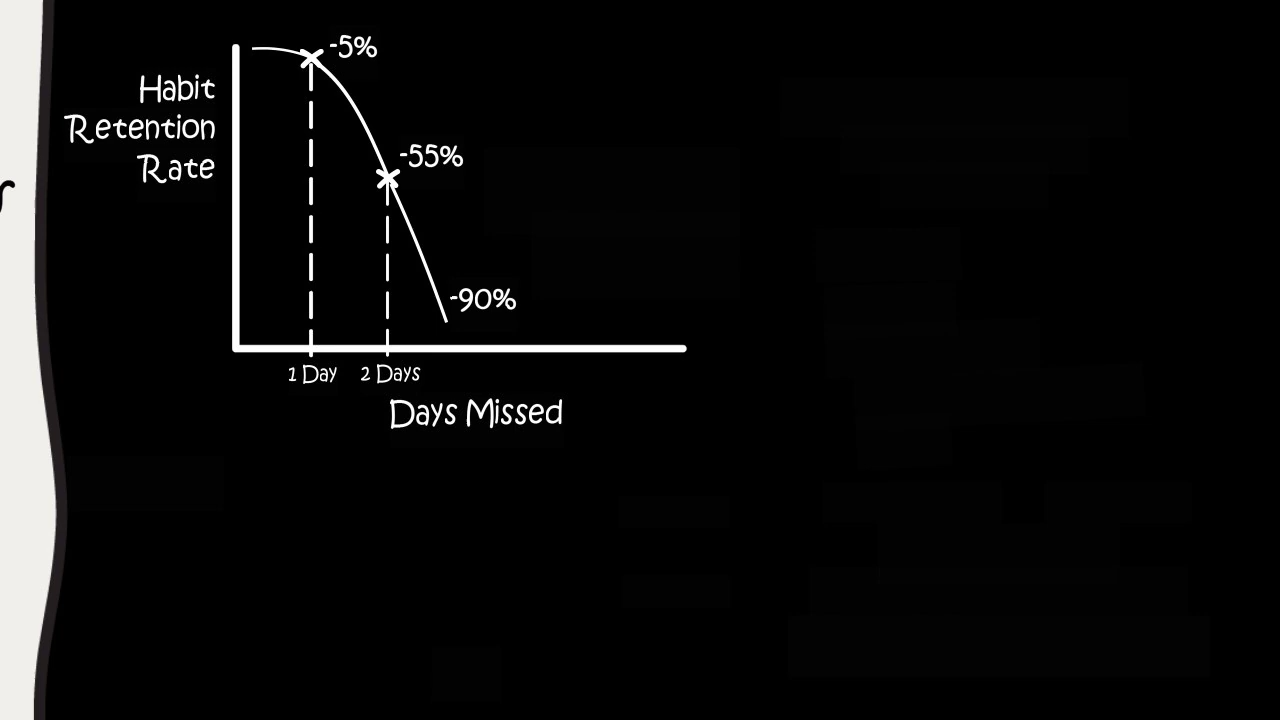 -5%
Habit
Retention
Rate
-55%
-90%
1 Day
2 Days
Days Missed